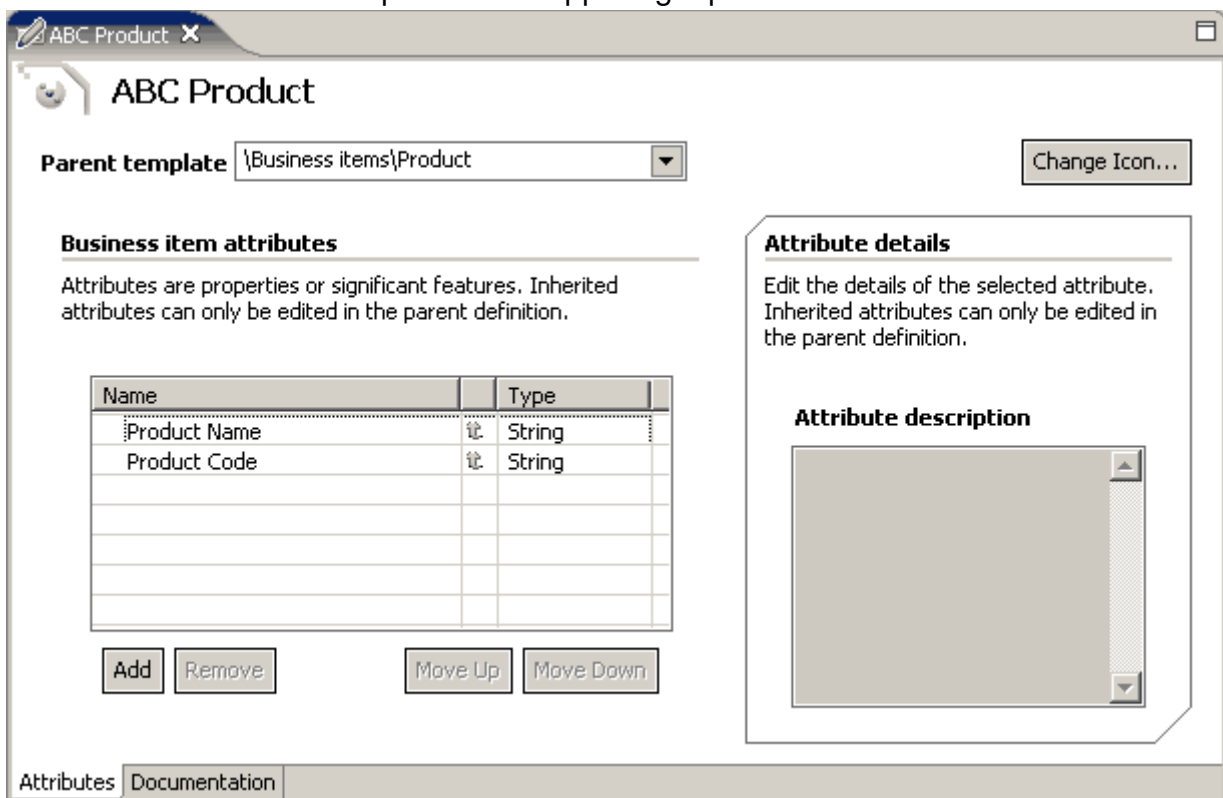 ABC Product
ABC Product
Parent template \Business items\Product Change Icon...
Business item attributes
Attributes are properties or significant features. Inherited
attributes can only be edited in the parent definition.
Name Type
Product Name String
Product Code String
Add Remove Move Up Move Down
Attribute details
Edit the details of the selected attribute.
Inherited attributes can only be edited in
the parent definition.
Attribute description
Attributes Documentation